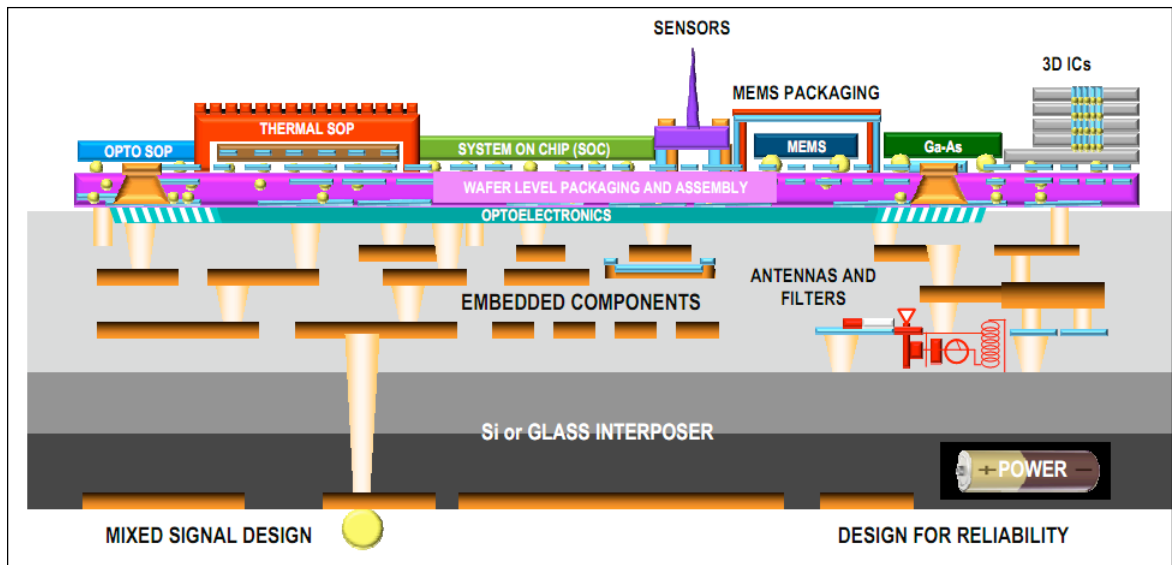 SENSORS
3D ICs
MEMS PACKAGING
THERMAL SOP
OPTO SOP
SYSTEM ON CHIP (SOC)
MEMS
Ga-As
WAFER LEVEL PACKAGING AND ASSEMBLY
OPTOELECTRONICS
ANTENNAS AND
FILTERS
EMBEDDED COMPONENTS
Si or GLASS INTERPOSER
+ POWER −
MIXED SIGNAL DESIGN
DESIGN FOR RELIABILITY